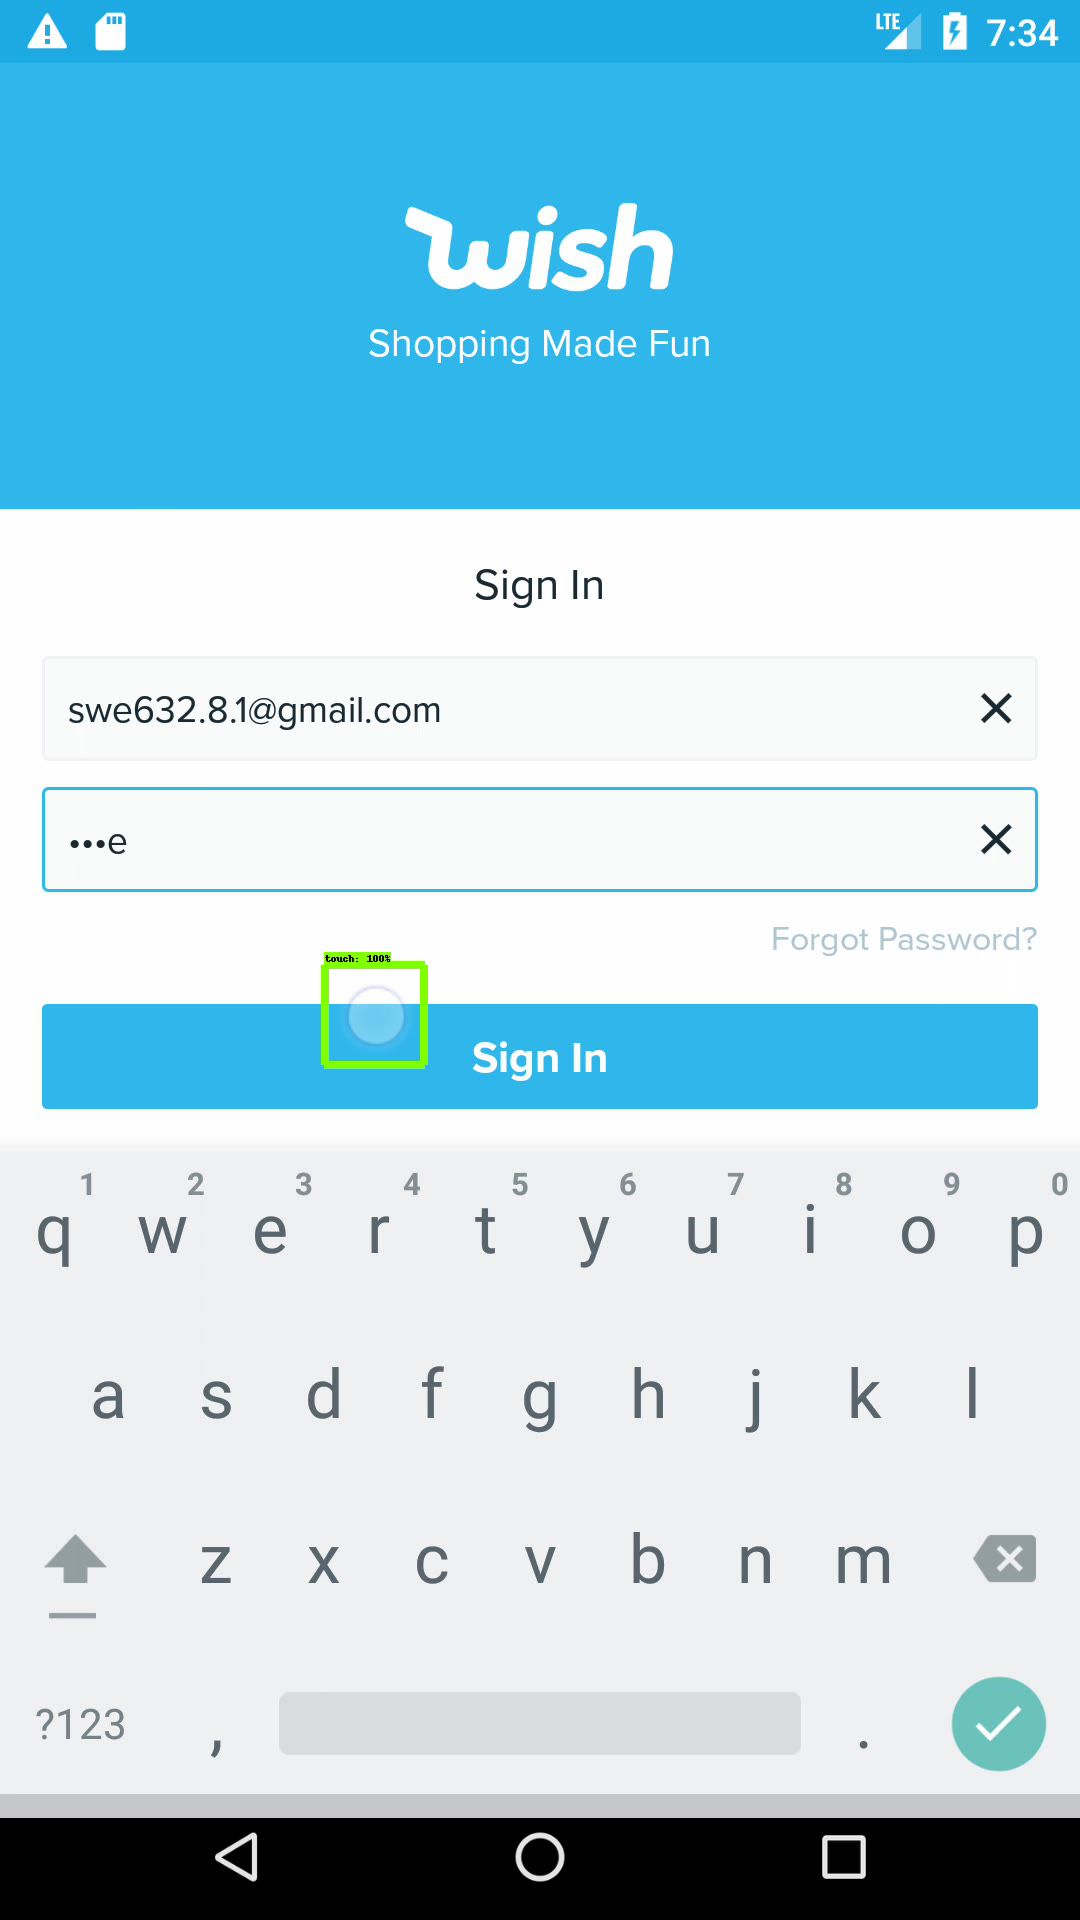 LTE 7:34
wish
Shopping Made Fun
Sign In
swe632.8.1@gmail.com
•••e
Forgot Password?
touch: 100%
Sign In
1 2 3 4 5 6 7 8 9 0
q w e r t y u i o p
a s d f g h j k l
z x c v b n m
?123 , .